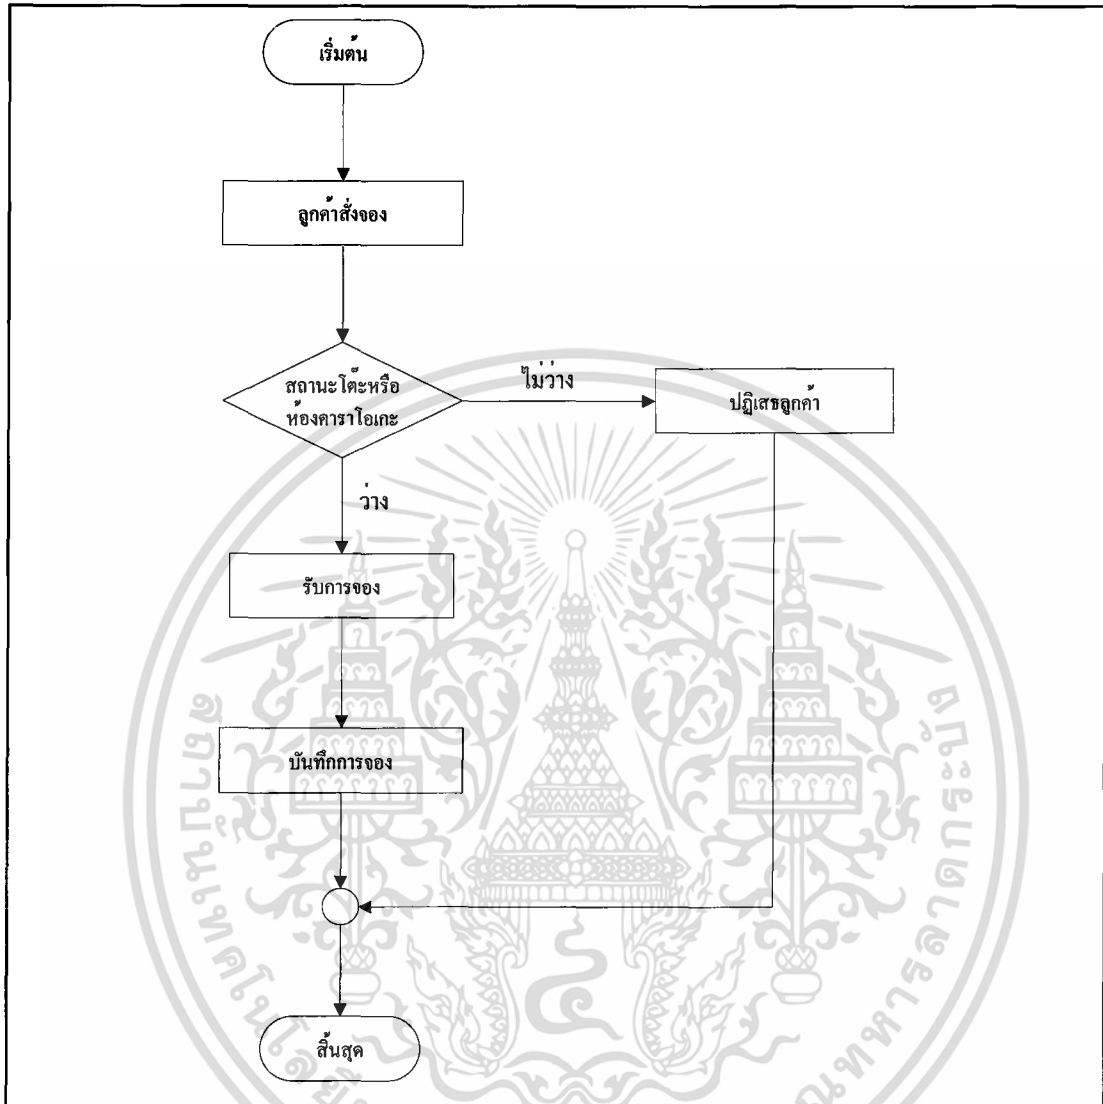 เริ่มต้น
ลูกค้าสั่งจอง
สถานะโต๊ะหรือ
ห้องคาราโอเกะ
ไม่ว่าง
ปฏิเสธลูกค้า
ว่าง
รับการจอง
บันทึกการจอง
สิ้นสุด